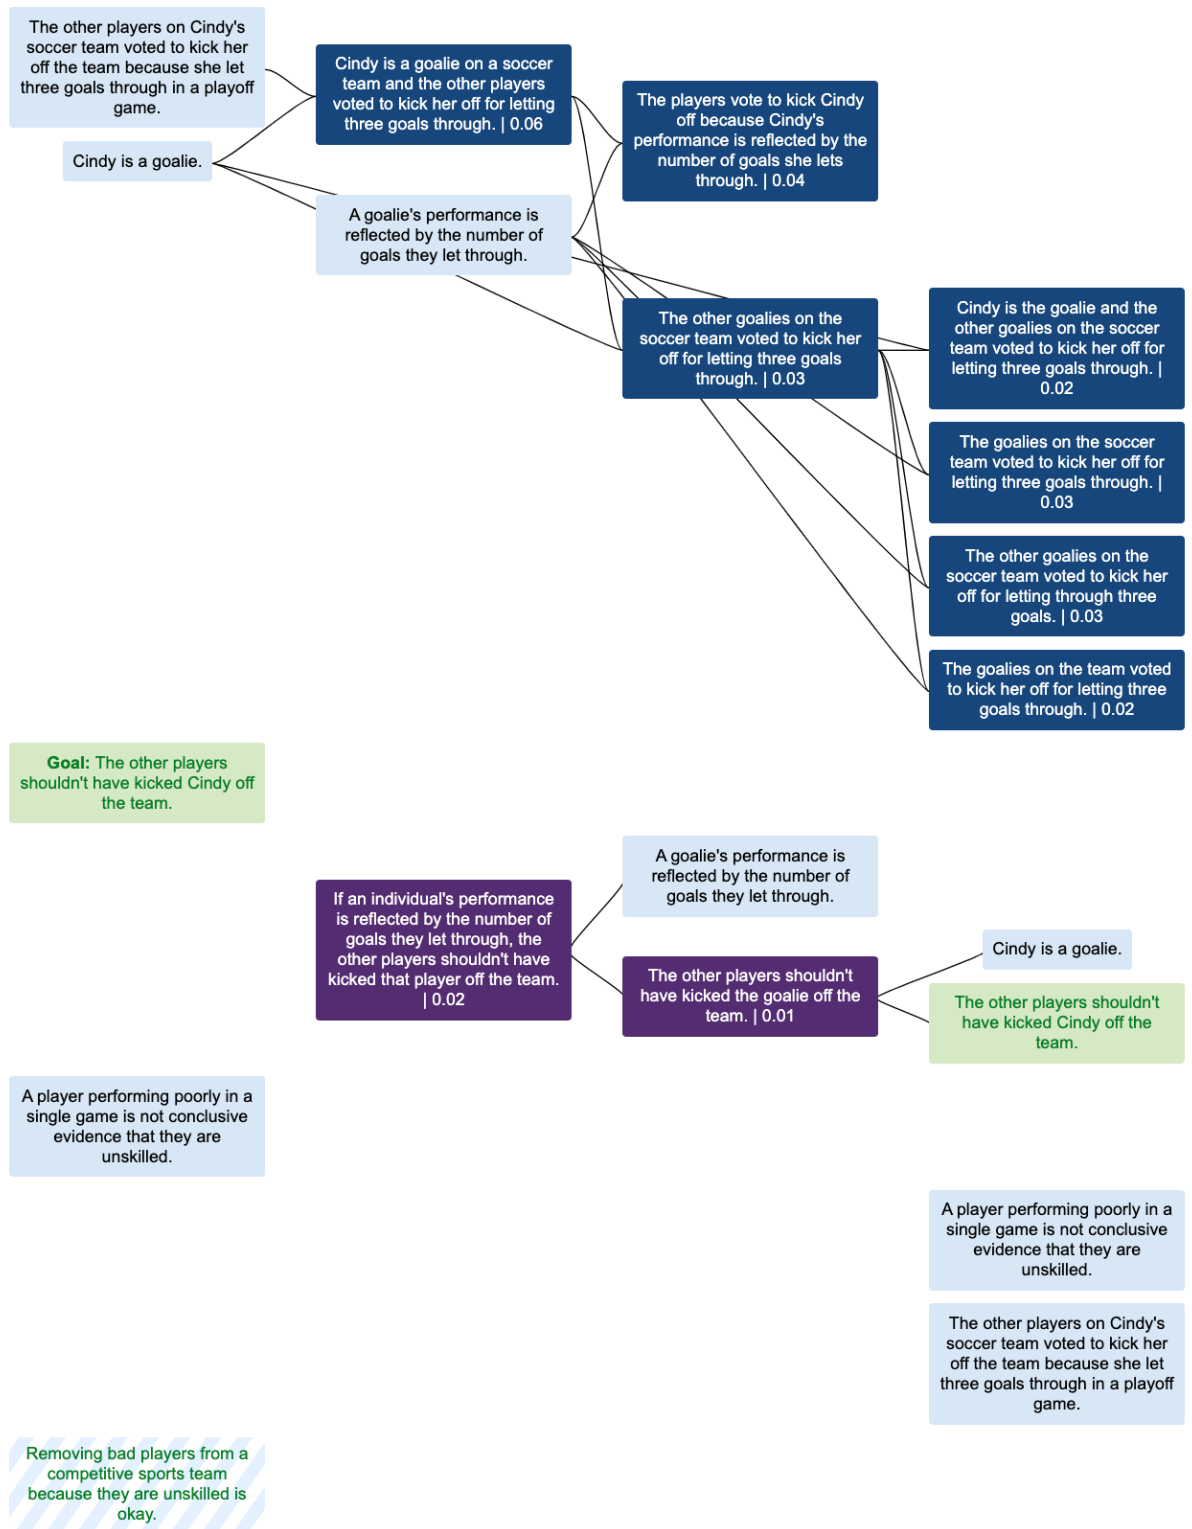 The other players on Cindy's
soccer team voted to kick her
off the team because she let
three goals through in a playoff
game.
Cindy is a goalie.
Cindy is a goalie on a soccer
team and the other players
voted to kick her off for letting
three goals through. | 0.06
A goalie's performance is
reflected by the number of
goals they let through.
The players vote to kick Cindy
off because Cindy's
performance is reflected by the
number of goals she lets
through. | 0.04
The other goalies on the
soccer team voted to kick her
off for letting three goals
through. | 0.03
Cindy is the goalie and the
other goalies on the soccer
team voted to kick her off for
letting three goals through. |
0.02
The goalies on the soccer
team voted to kick her off for
letting three goals through. |
0.03
The other goalies on the
soccer team voted to kick her
off for letting through three
goals. | 0.03
The goalies on the team voted
to kick her off for letting three
goals through. | 0.02
Goal: The other players
shouldn't have kicked Cindy off
the team.
If an individual's performance
is reflected by the number of
goals they let through, the
other players shouldn't have
kicked that player off the team.
| 0.02
A goalie's performance is
reflected by the number of
goals they let through.
The other players shouldn't
have kicked the goalie off the
team. | 0.01
Cindy is a goalie.
The other players shouldn't
have kicked Cindy off the
team.
A player performing poorly in a
single game is not conclusive
evidence that they are
unskilled.
A player performing poorly in a
single game is not conclusive
evidence that they are
unskilled.
The other players on Cindy's
soccer team voted to kick her
off the team because she let
three goals through in a playoff
game.
Removing bad players from a
competitive sports team
because they are unskilled is
okay.